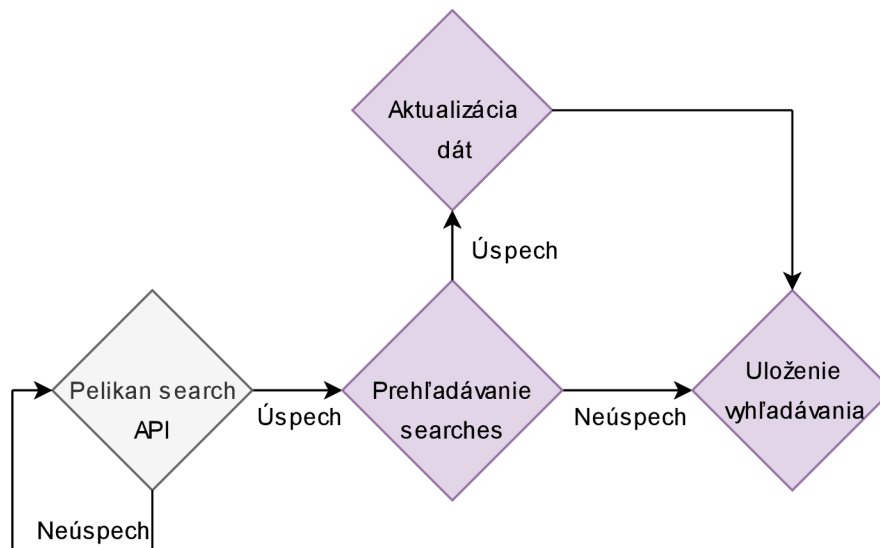 Aktualizácia
dát
Úspech
Pelikan search
API
Úspech
Prehľadávanie
searches
Neúspech
Uloženie
vyhľadávania
Neúspech